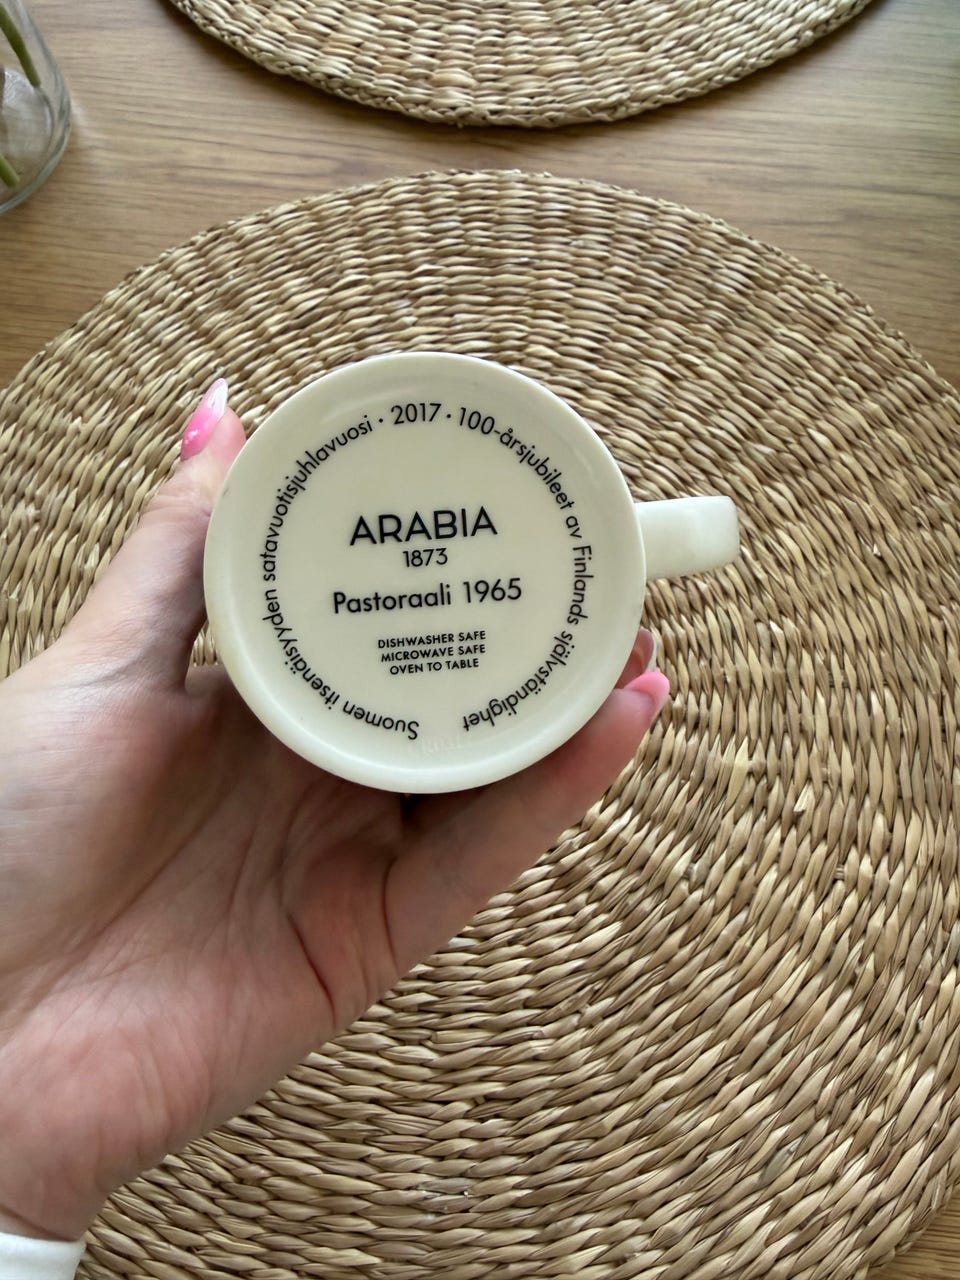 Suomen itsenäisyyden satavuotisjuhlavuosi · 2017 · 100-årsjubileet av Finlands självständighet
ARABIA
1873
Pastoraali 1965
DISHWASHER SAFE
MICROWAVE SAFE
OVEN TO TABLE